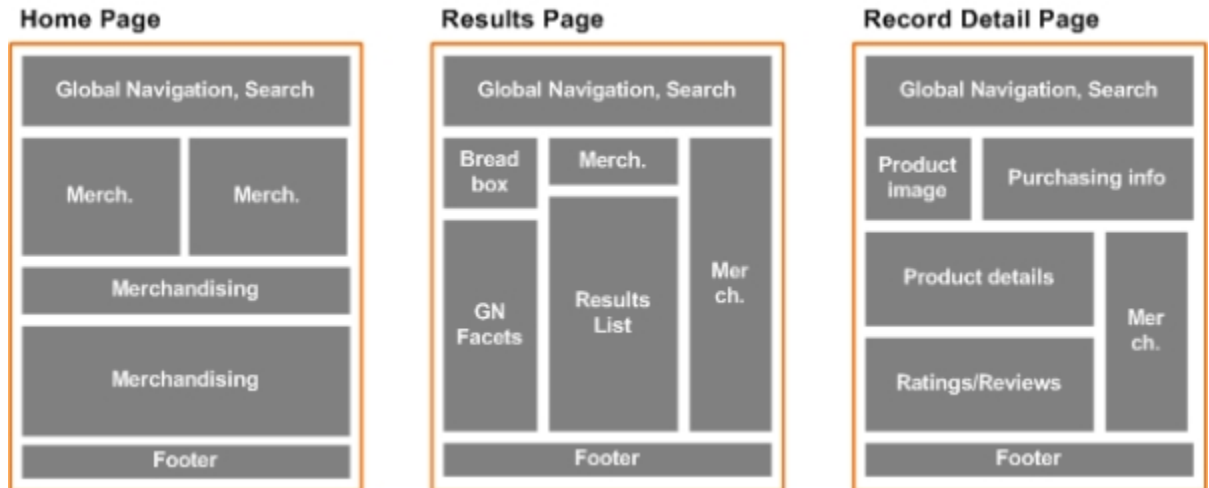 Home Page
Global Navigation, Search
Merch.
Merch.
Merchandising
Merchandising
Footer
Results Page
Global Navigation, Search
Bread
box
Merch.
Mer
ch.
GN
Facets
Results
List
Footer
Record Detail Page
Global Navigation, Search
Product
image
Purchasing info
Product details
Mer
ch.
Ratings/Reviews
Footer